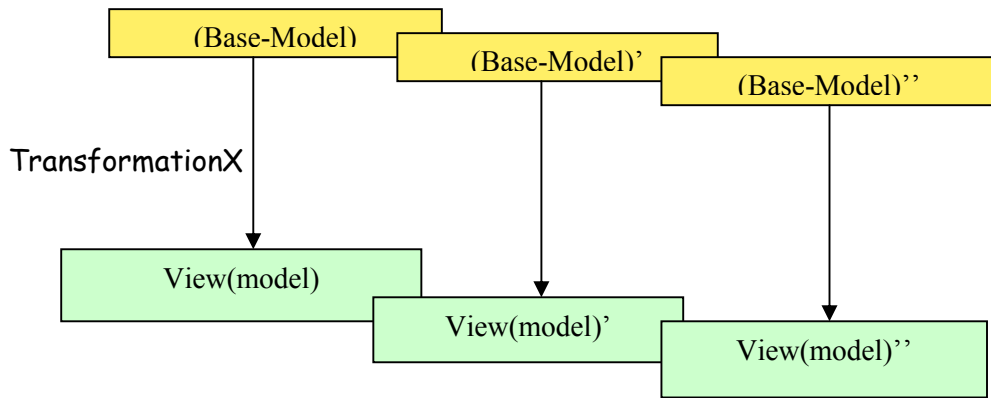 (Base-Model)
(Base-Model)’
(Base-Model)’’
TransformationX
View(model)
View(model)’
View(model)’’